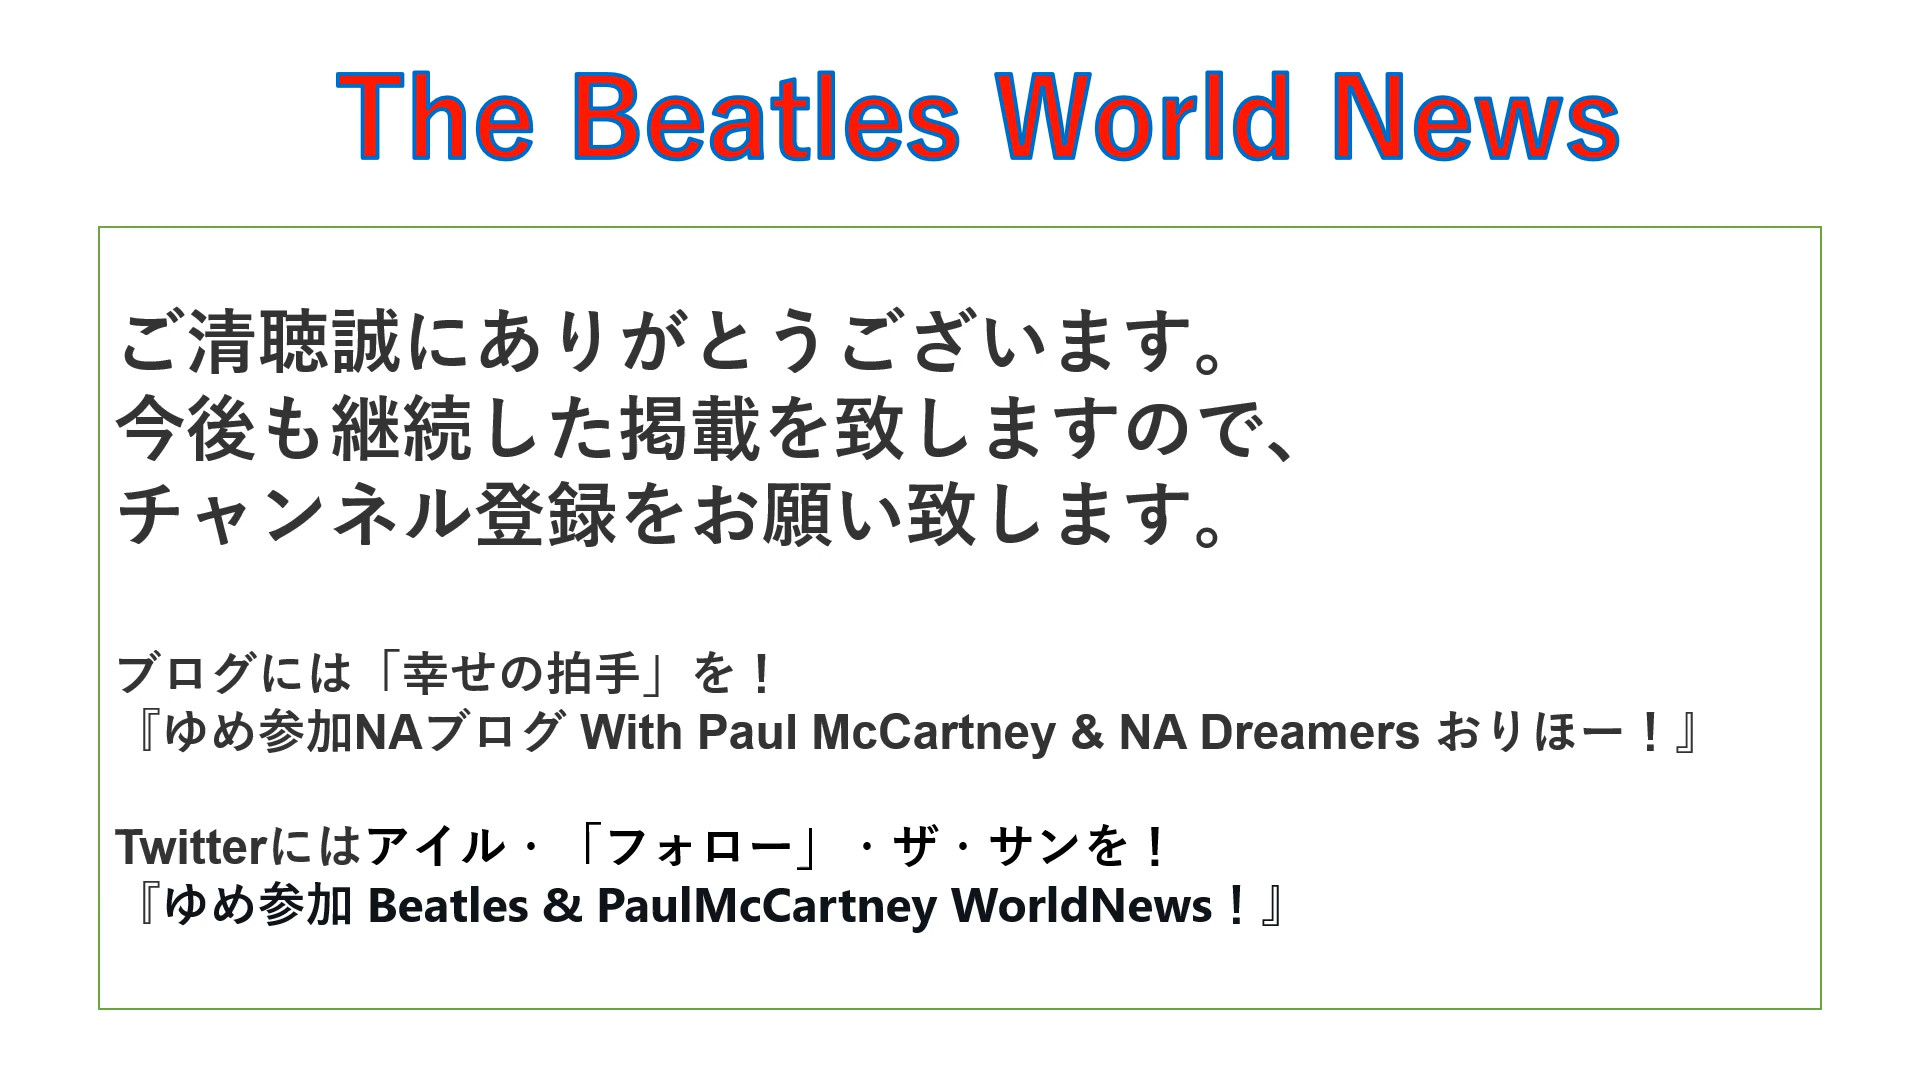 The Beatles World News
ご清聴誠にありがとうございます。
今後も継続した掲載を致しますので、
チャンネル登録をお願い致します。
ブログには「幸せの拍手」を！
『ゆめ参加NAブログ With Paul McCartney & NA Dreamers おりほー！』
Twitterにはアイル・「フォロー」・ザ・サンを！
『ゆめ参加 Beatles & PaulMcCartney WorldNews！』